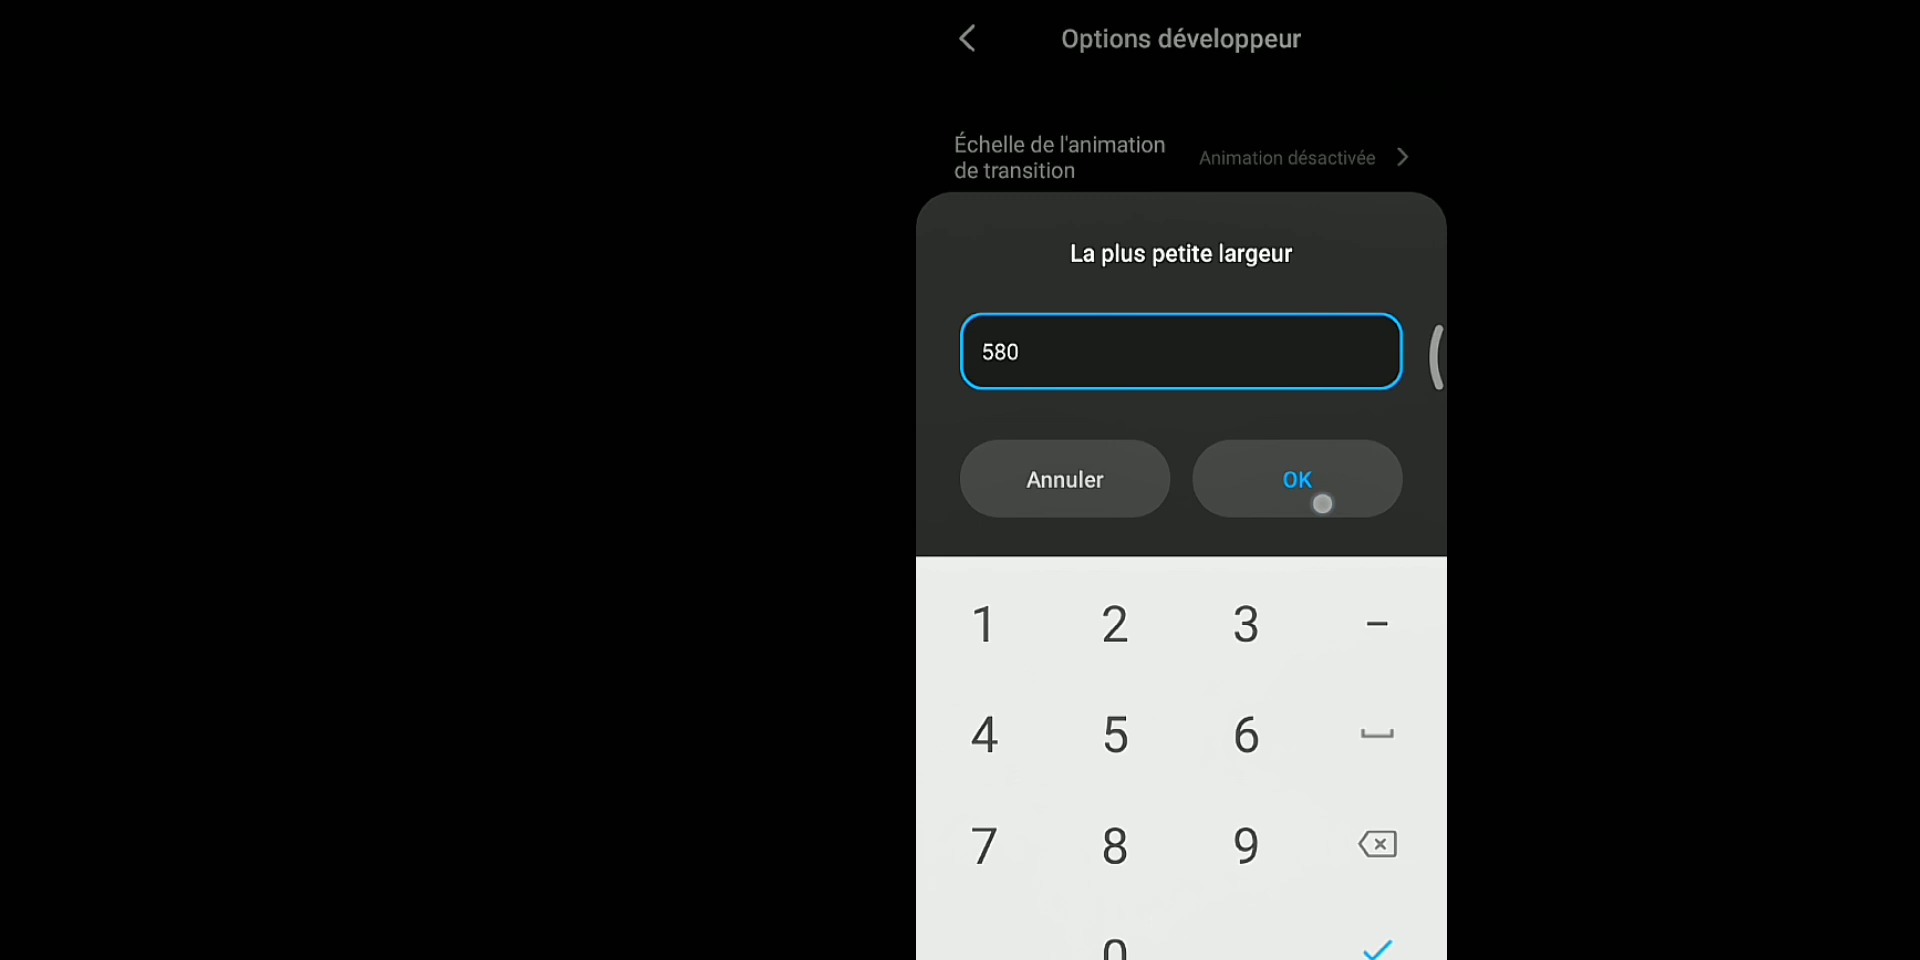 Options développeur
Échelle de l'animation
de transition
Animation désactivée
La plus petite largeur
580
Annuler
OK
1 2 3 –
4 5 6
7 8 9
0